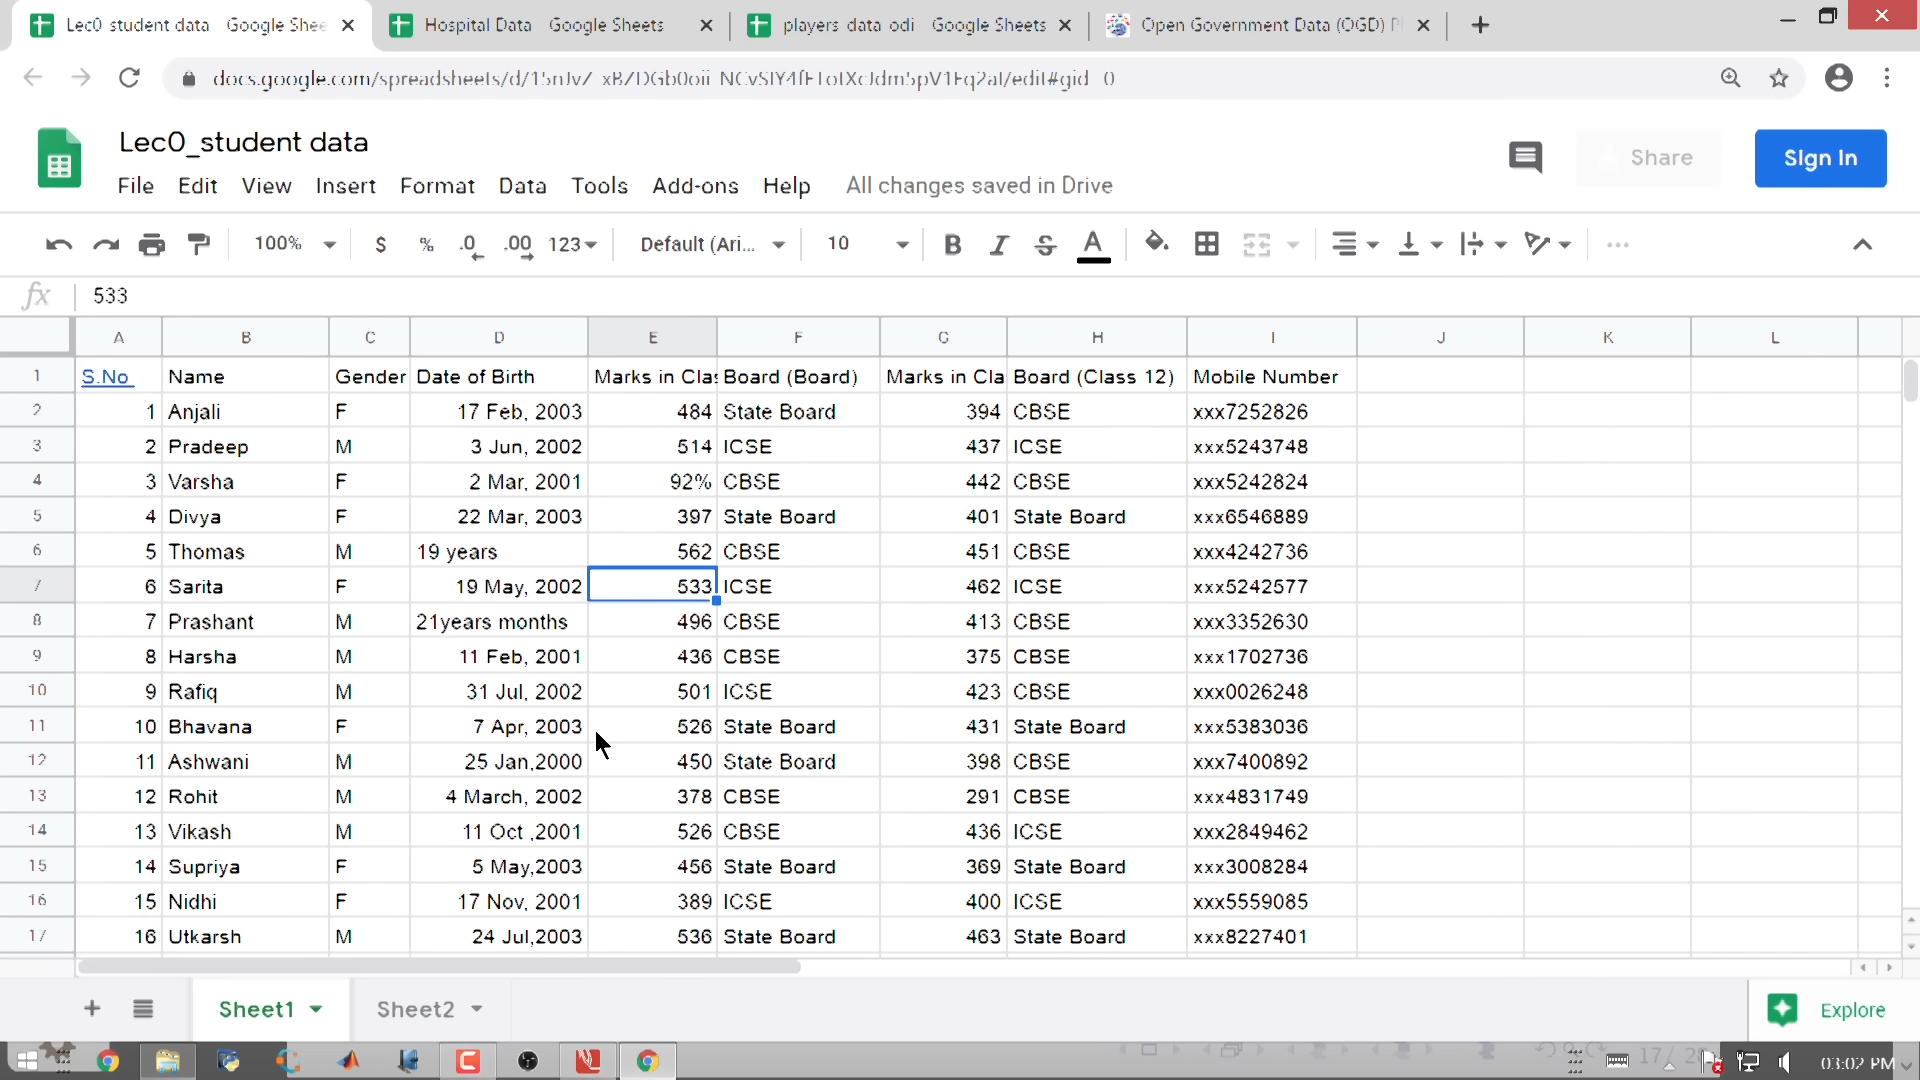 Lec0 student data   Google Shee
Hospital Data   Google Sheets
players data odi   Google Sheets
Open Government Data (OGD) P
Lec0_student data
Share
Sign In
File Edit View Insert Format Data Tools Add-ons Help All changes saved in Drive
100% $ % .0 .00 123 Default (Ari... 10 B I S A
fx 533
A B C D E F G H I J K L
1 S.No Name Gender Date of Birth Marks in Clas Board (Board) Marks in Cla Board (Class 12) Mobile Number
2 1 Anjali F 17 Feb, 2003 484 State Board 394 CBSE xxx7252826
3 2 Pradeep M 3 Jun, 2002 514 ICSE 437 ICSE xxx5243748
4 3 Varsha F 2 Mar, 2001 92% CBSE 442 CBSE xxx5242824
5 4 Divya F 22 Mar, 2003 397 State Board 401 State Board xxx6546889
6 5 Thomas M 19 years 562 CBSE 451 CBSE xxx4242736
7 6 Sarita F 19 May, 2002 533 ICSE 462 ICSE xxx5242577
8 7 Prashant M 21years months 496 CBSE 413 CBSE xxx3352630
9 8 Harsha M 11 Feb, 2001 436 CBSE 375 CBSE xxx1702736
10 9 Rafiq M 31 Jul, 2002 501 ICSE 423 CBSE xxx0026248
11 10 Bhavana F 7 Apr, 2003 526 State Board 431 State Board xxx5383036
12 11 Ashwani M 25 Jan,2000 450 State Board 398 CBSE xxx7400892
13 12 Rohit M 4 March, 2002 378 CBSE 291 CBSE xxx4831749
14 13 Vikash M 11 Oct ,2001 526 CBSE 436 ICSE xxx2849462
15 14 Supriya F 5 May,2003 456 State Board 369 State Board xxx3008284
16 15 Nidhi F 17 Nov, 2001 389 ICSE 400 ICSE xxx5559085
17 16 Utkarsh M 24 Jul,2003 536 State Board 463 State Board xxx8227401
Sheet1 Sheet2 Explore
03:02 PM